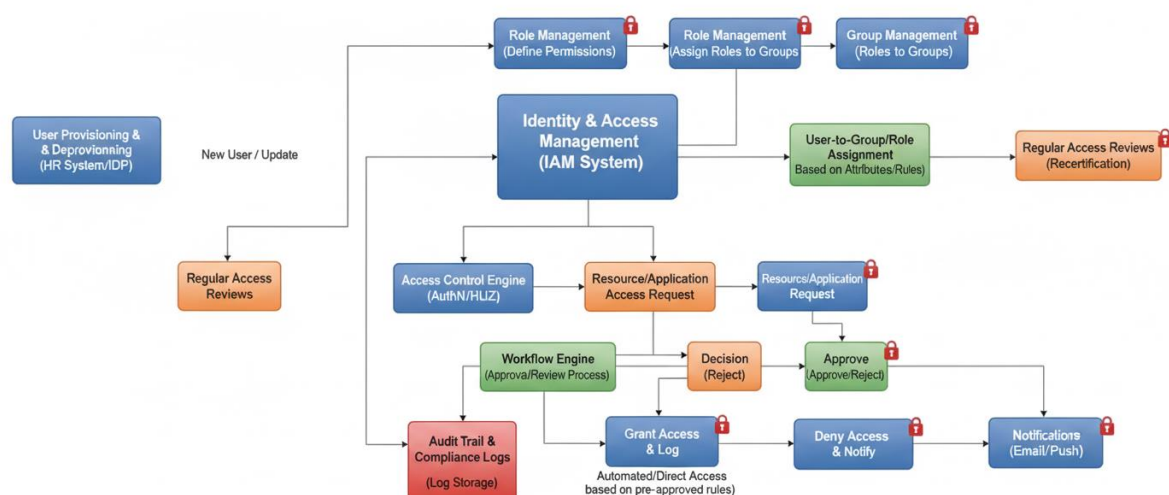 Role Management
(Define Permissions)
Role Management
(Assign Roles to Groups
Group Management
(Roles to Groups)
User Provisioning &
& Deprovionning
(HR System/IDP)
New User / Update
Identity & Access
Management
(IAM System)
User-to-Group/Role
Assignment
Based on Attributes/Rules)
Regular Access Reviews
(Recertification)
Regular Access
Reviews
Access Control Engine
(AuthN/
Resource/Application
Access Request
Resourcs/Application
Request
Workflow Engine
(Approva/Review Process)
Decision
(Reject)
Approve
(Approve/Reject)
Audit Trail &
Compliance Logs
(Log Storage)
Grant Access
& Log
Automated/Direct Access
based on pre-approved rules)
Deny Access
& Notify
Notifications
(Email/Push)